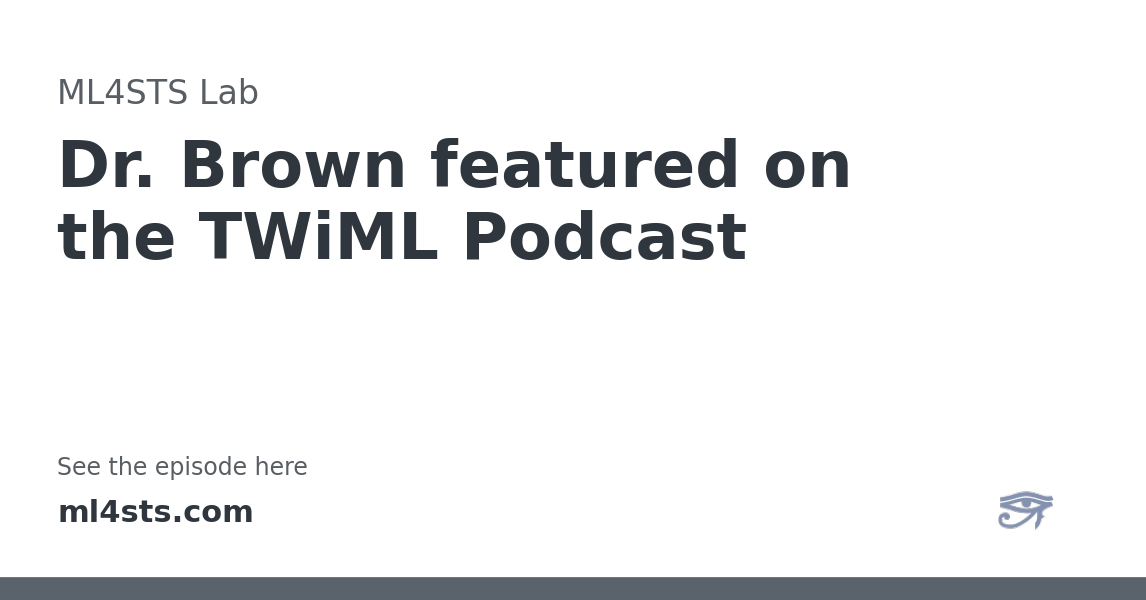 ML4STS Lab
Dr. Brown featured on
the TWiML Podcast
See the episode here
ml4sts.com